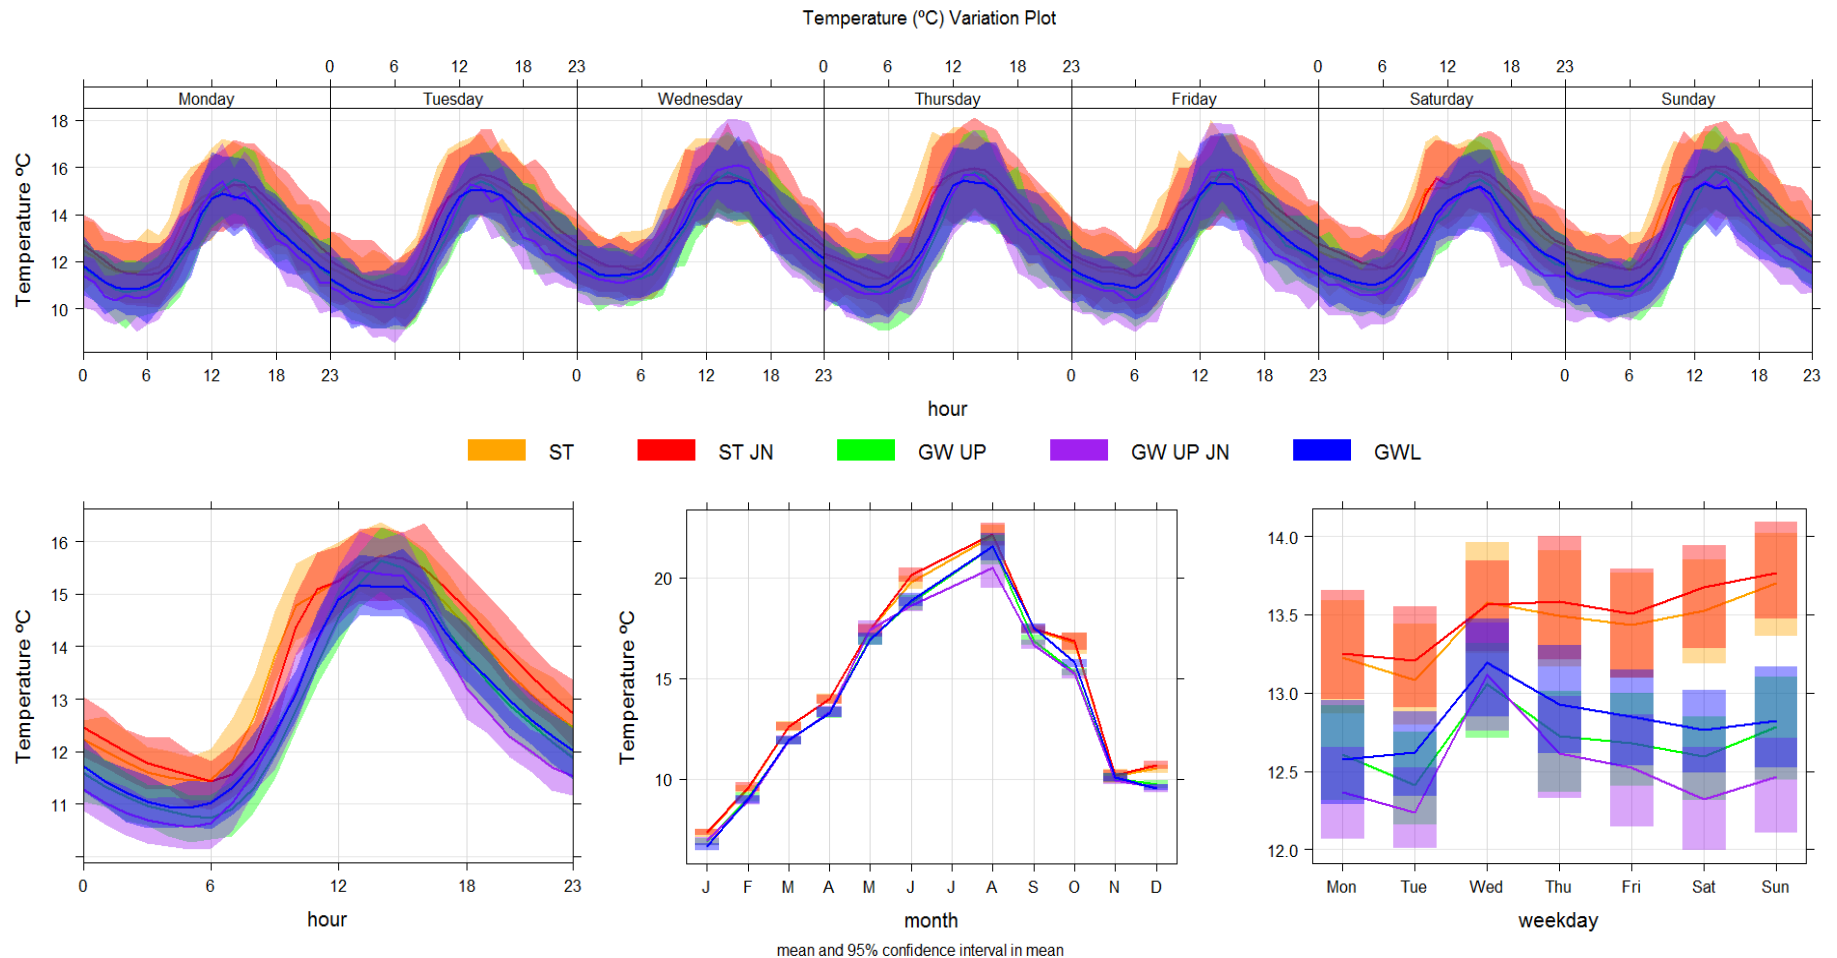 Temperature (ºC) Variation Plot
0 6 12 18 23 0 6 12 18 23 0 6 12 18 23
Monday Tuesday Wednesday Thursday Friday Saturday Sunday
18
16
14
12
10
Temperature ºC
0 6 12 18 23 0 6 12 18 23 0 6 12 18 23 0 6 12 18 23
hour
ST ST JN GW UP GW UP JN GWL
16
15
14
13
12
11
Temperature ºC
0 6 12 18 23
hour
20
15
10
Temperature ºC
J F M A M J J A S O N D
month
14.0
13.5
13.0
12.5
12.0
Mon Tue Wed Thu Fri Sat Sun
weekday
mean and 95% confidence interval in mean